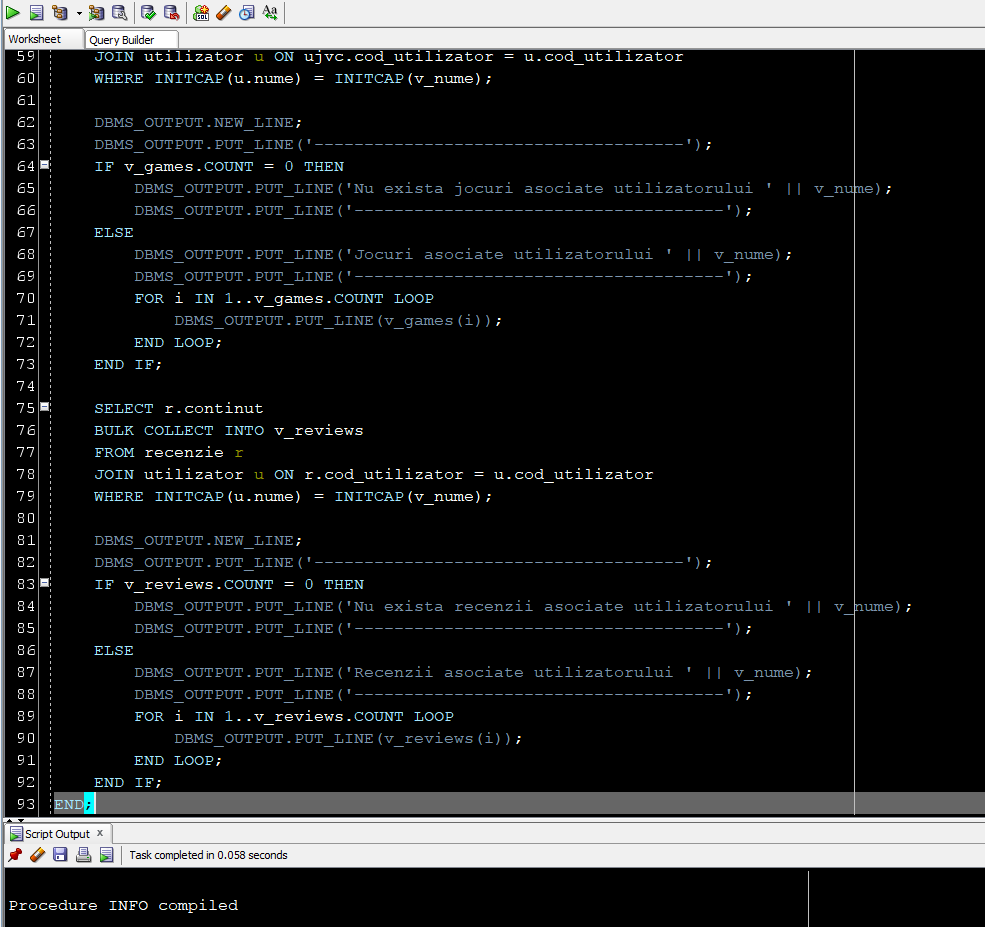 Worksheet Query Builder
59 JOIN utilizator u ON ujvc.cod_utilizator = u.cod_utilizator
60 WHERE INITCAP(u.nume) = INITCAP(v_nume);
61
62 DBMS_OUTPUT.NEW_LINE;
63 DBMS_OUTPUT.PUT_LINE('-------------------------------------');
64 IF v_games.COUNT = 0 THEN
65 DBMS_OUTPUT.PUT_LINE('Nu exista jocuri asociate utilizatorului ' || v_nume);
66 DBMS_OUTPUT.PUT_LINE('-------------------------------------');
67 ELSE
68 DBMS_OUTPUT.PUT_LINE('Jocuri asociate utilizatorului ' || v_nume);
69 DBMS_OUTPUT.PUT_LINE('-------------------------------------');
70 FOR i IN 1..v_games.COUNT LOOP
71 DBMS_OUTPUT.PUT_LINE(v_games(i));
72 END LOOP;
73 END IF;
74
75 SELECT r.continut
76 BULK COLLECT INTO v_reviews
77 FROM recenzie r
78 JOIN utilizator u ON r.cod_utilizator = u.cod_utilizator
79 WHERE INITCAP(u.nume) = INITCAP(v_nume);
80
81 DBMS_OUTPUT.NEW_LINE;
82 DBMS_OUTPUT.PUT_LINE('-------------------------------------');
83 IF v_reviews.COUNT = 0 THEN
84 DBMS_OUTPUT.PUT_LINE('Nu exista recenzii asociate utilizatorului ' || v_nume);
85 DBMS_OUTPUT.PUT_LINE('-------------------------------------');
86 ELSE
87 DBMS_OUTPUT.PUT_LINE('Recenzii asociate utilizatorului ' || v_nume);
88 DBMS_OUTPUT.PUT_LINE('-------------------------------------');
89 FOR i IN 1..v_reviews.COUNT LOOP
90 DBMS_OUTPUT.PUT_LINE(v_reviews(i));
91 END LOOP;
92 END IF;
93 END;
Script Output x
Task completed in 0.058 seconds
Procedure INFO compiled